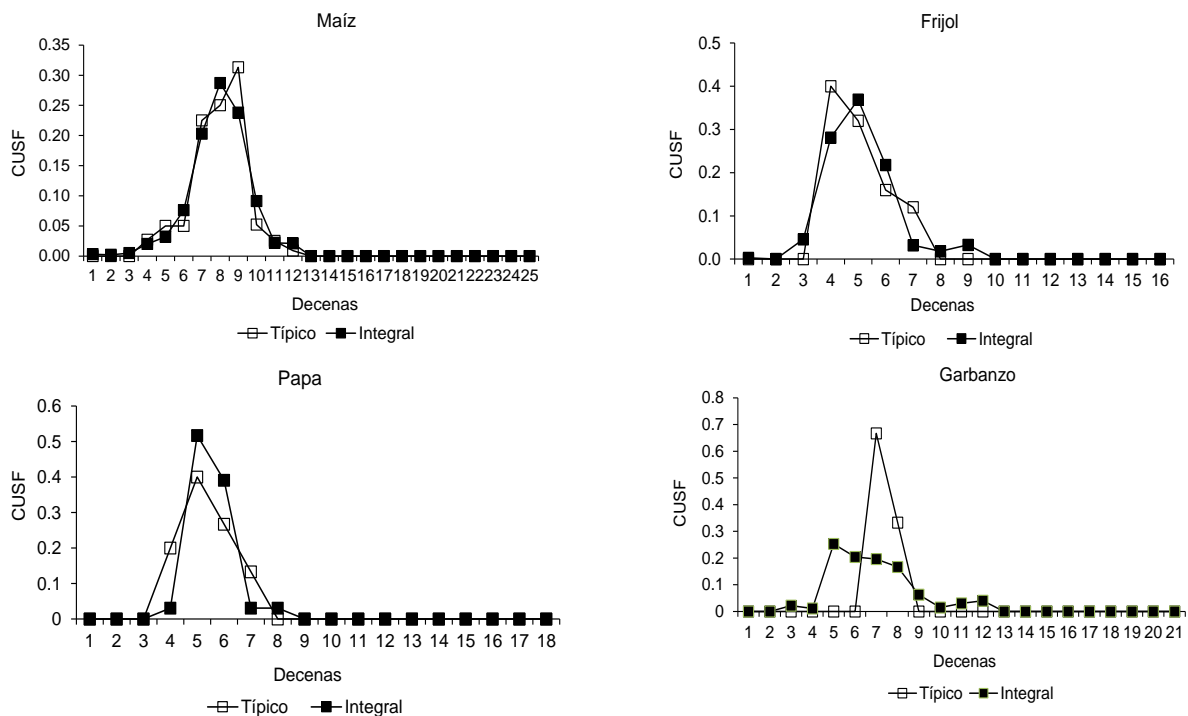 Maíz
0.35
0.30
0.25
0.20
0.15
0.10
0.05
0.00
CUSF
1 2 3 4 5 6 7 8 9 10 11 12 13 14 15 16 17 18 19 20 21 22 23 24 25
Decenas
Típico Integral
Frijol
0.5
0.4
0.3
0.2
0.1
0.0
CUSF
1 2 3 4 5 6 7 8 9 10 11 12 13 14 15 16
Decenas
Típico Integral
Papa
0.6
0.5
0.4
0.3
0.2
0.1
0
CUSF
1 2 3 4 5 6 7 8 9 10 11 12 13 14 15 16 17 18
Decenas
Típico Integral
Garbanzo
0.8
0.7
0.6
0.5
0.4
0.3
0.2
0.1
0
CUSF
1 2 3 4 5 6 7 8 9 10 11 12 13 14 15 16 17 18 19 20 21
Decenas
Típico Integral